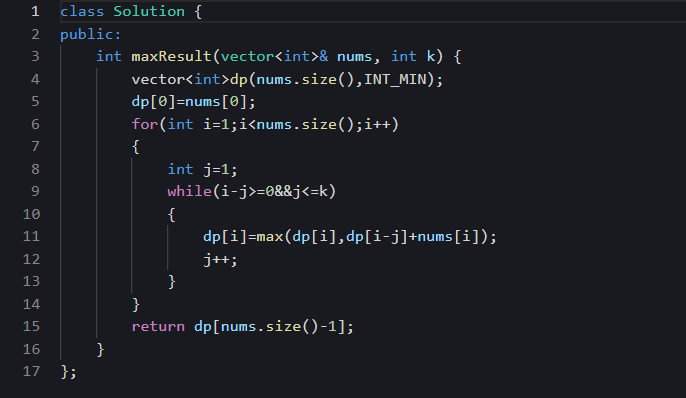 1 class Solution {
2 public:
3     int maxResult(vector<int>& nums, int k) {
4         vector<int>dp(nums.size(),INT_MIN);
5         dp[0]=nums[0];
6         for(int i=1;i<nums.size();i++)
7         {
8             int j=1;
9             while(i-j>=0&&j<=k)
10             {
11                 dp[i]=max(dp[i],dp[i-j]+nums[i]);
12                 j++;
13             }
14         }
15         return dp[nums.size()-1];
16     }
17 };